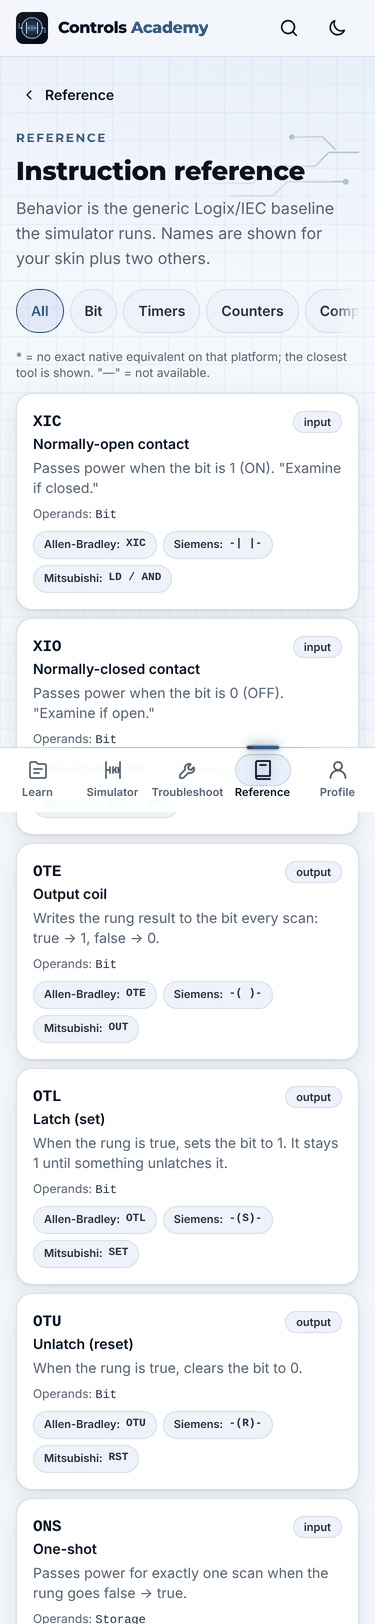 Controls Academy
Reference
REFERENCE
Instruction reference
Behavior is the generic Logix/IEC baseline
the simulator runs. Names are shown for
your skin plus two others.
All Bit Timers Counters Comp
* = no exact native equivalent on that platform; the closest
tool is shown. "—" = not available.
XIC input
Normally-open contact
Passes power when the bit is 1 (ON). "Examine
if closed."
Operands: Bit
Allen-Bradley: XIC Siemens: -| |-
Mitsubishi: LD / AND
XIO input
Normally-closed contact
Passes power when the bit is 0 (OFF).
"Examine if open."
Operands: Bit
Learn Simulator Troubleshoot Reference Profile
OTE output
Output coil
Writes the rung result to the bit every scan:
true → 1, false → 0.
Operands: Bit
Allen-Bradley: OTE Siemens: -( )-
Mitsubishi: OUT
OTL output
Latch (set)
When the rung is true, sets the bit to 1. It stays
1 until something unlatches it.
Operands: Bit
Allen-Bradley: OTL Siemens: -(S)-
Mitsubishi: SET
OTU output
Unlatch (reset)
When the rung is true, clears the bit to 0.
Operands: Bit
Allen-Bradley: OTU Siemens: -(R)-
Mitsubishi: RST
ONS input
One-shot
Passes power for exactly one scan when the
rung goes false → true.
Operands: Storage